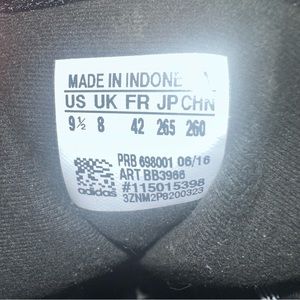 MADE IN INDONE A
US UK FR JP CHN
9½ 8 42 265 260
PRB 698001 06/16
ART BB3966
#115015398
adidas 3ZNM2P8200323